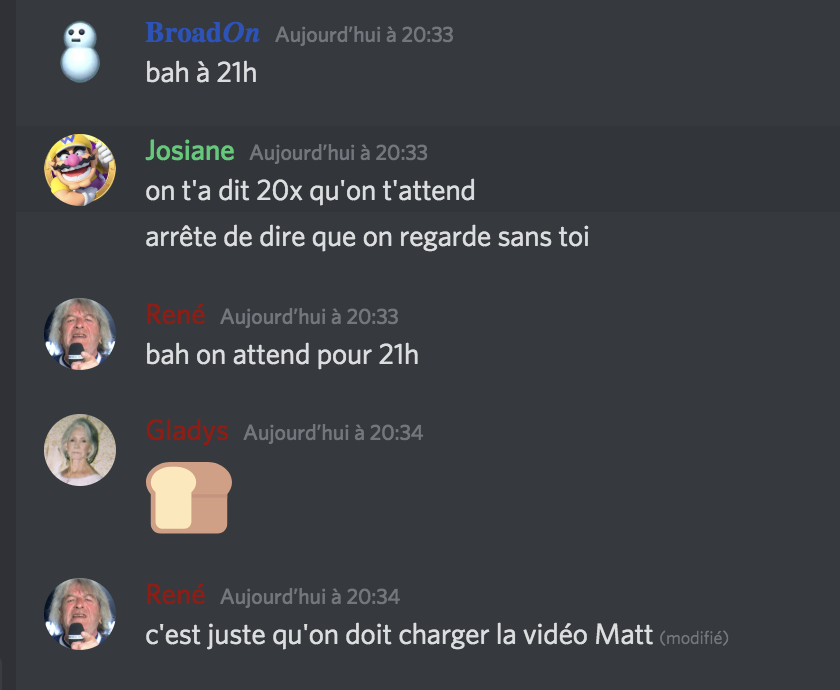 BroadOn Aujourd’hui à 20:33
bah à 21h
Josiane Aujourd’hui à 20:33
on t'a dit 20x qu'on t'attend
arrête de dire que on regarde sans toi
René Aujourd’hui à 20:33
bah on attend pour 21h
Gladys Aujourd’hui à 20:34
René Aujourd’hui à 20:34
c'est juste qu'on doit charger la vidéo Matt (modifié)